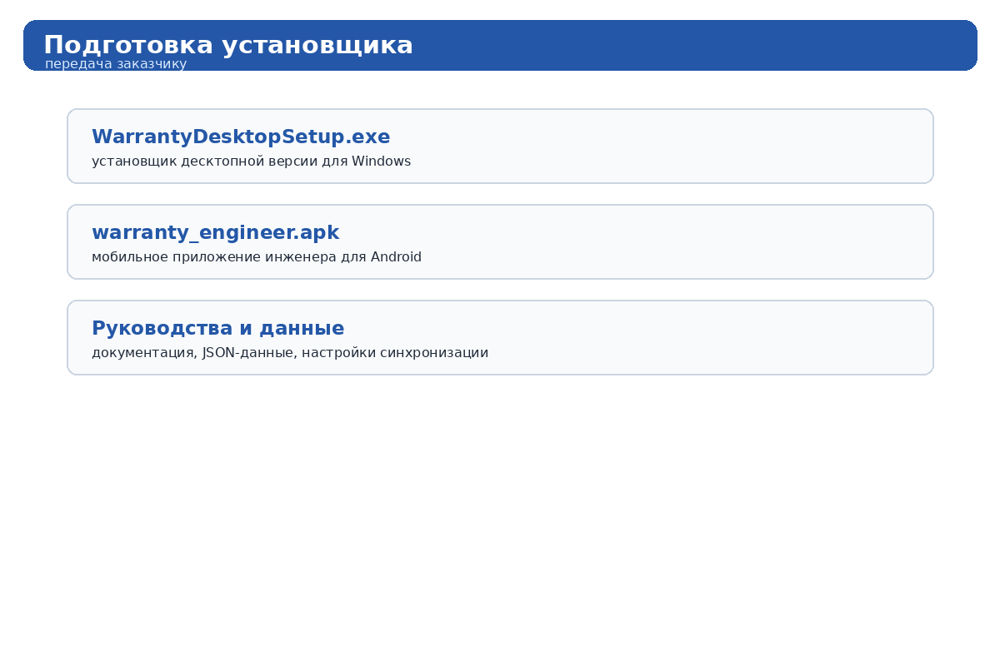 Подготовка установщика
передача заказчику
WarrantyDesktopSetup.exe
установщик десктопной версии для Windows
warranty_engineer.apk
мобильное приложение инженера для Android
Руководства и данные
документация, JSON-данные, настройки синхронизации